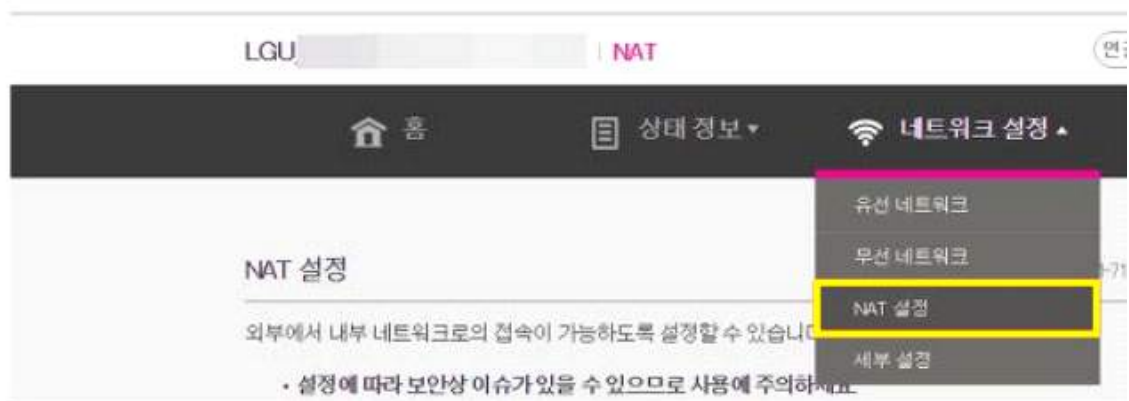 LGU
NAT
홈
상태 정보
네트워크 설정
유선 네트워크
무선 네트워크
NAT 설정
세부 설정
NAT 설정
외부에서 내부 네트워크로의 접속이 가능하도록 설정할 수 있습니다
• 설정에 따라 보안상 이슈가 있을 수 있으므로 사용에 주의하세요